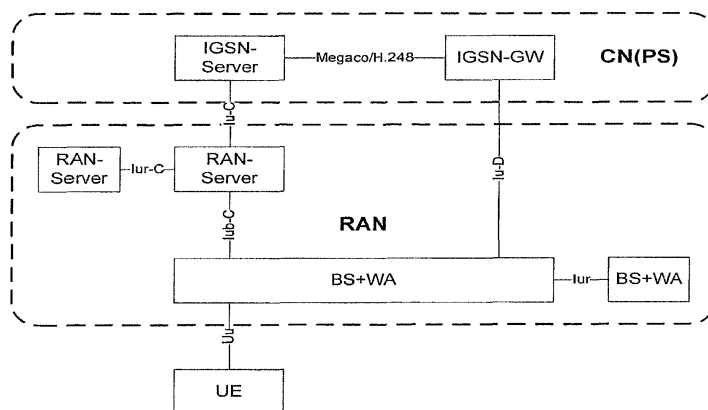 IGSN-
Server
Megaco/H.248
IGSN-GW
CN(PS)
Iu-C
RAN-
Server
Iur-C
RAN-
Server
Iu-D
Iub-C
RAN
BS+WA
Iur
BS+WA
Uu
UE